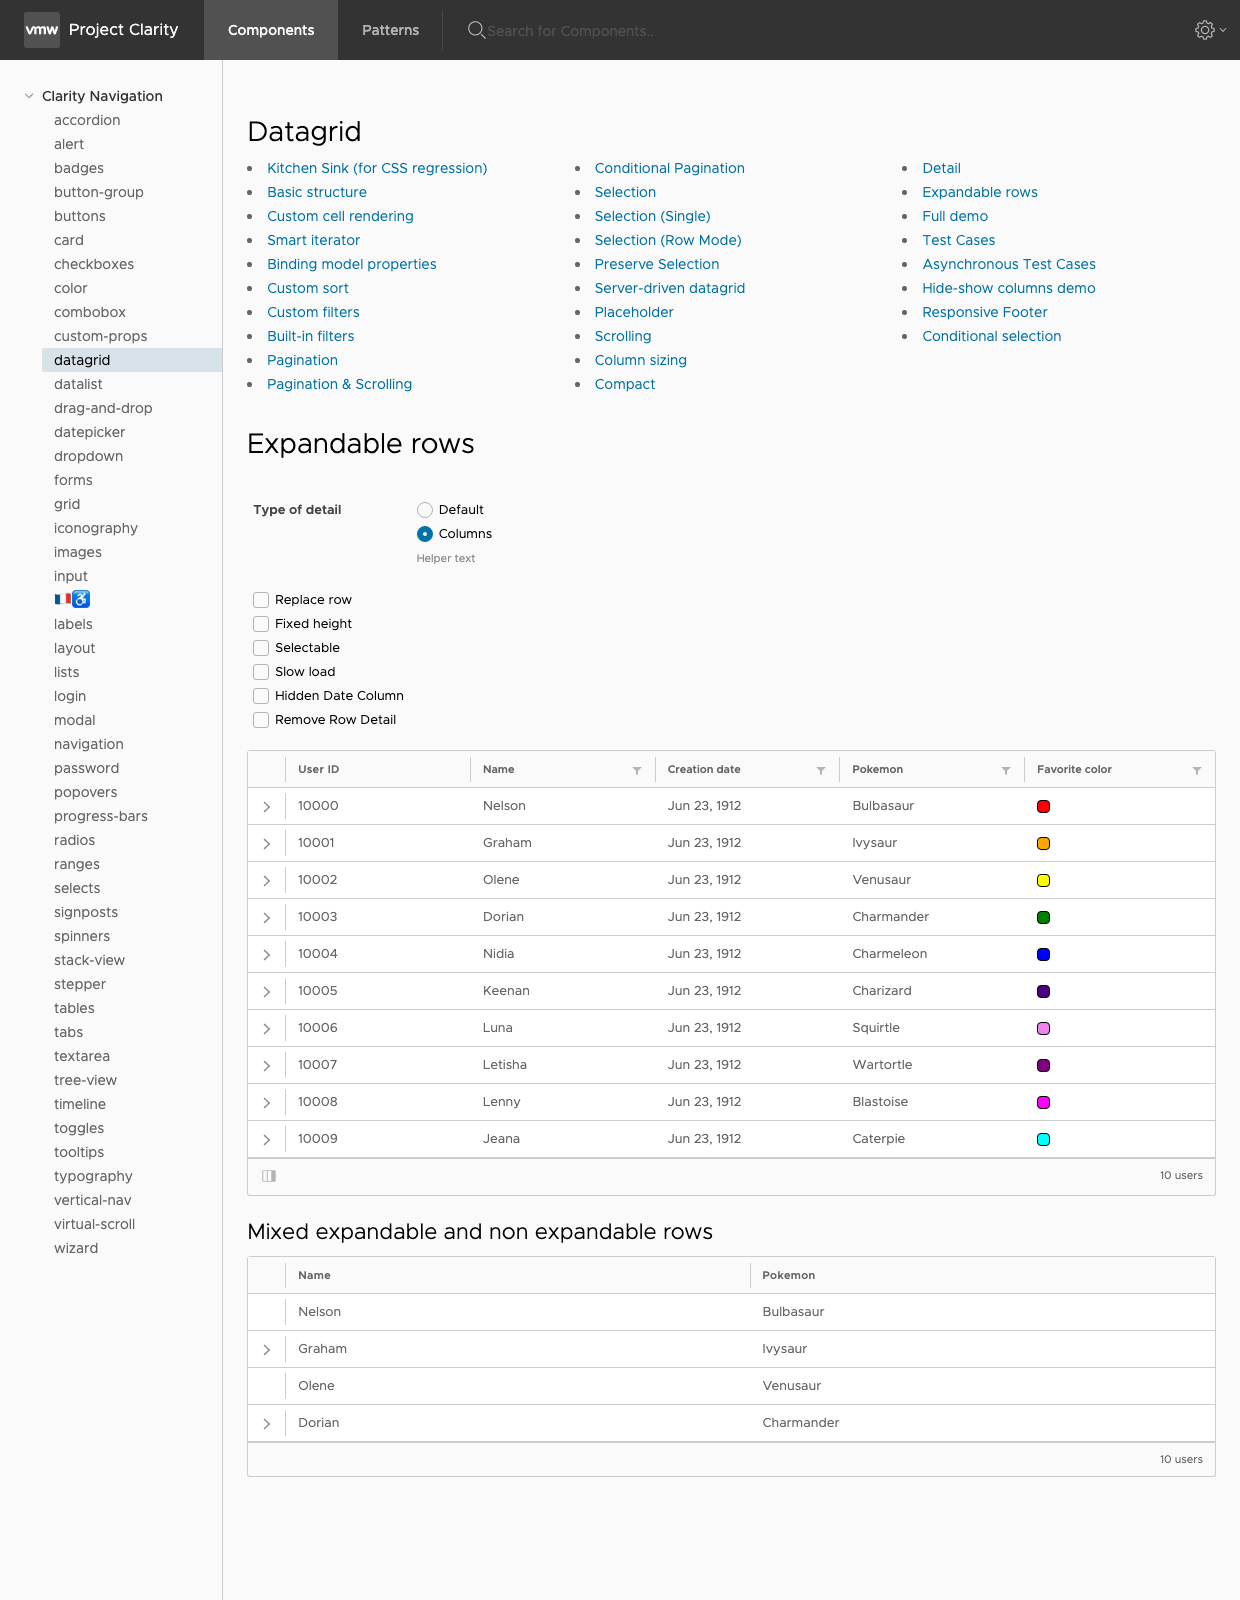 vmw Project Clarity Components Patterns Search for Components..
Clarity Navigation
accordion
alert
badges
button-group
buttons
card
checkboxes
color
combobox
custom-props
datagrid
datalist
drag-and-drop
datepicker
dropdown
forms
grid
iconography
images
input
🇫🇷♿
labels
layout
lists
login
modal
navigation
password
popovers
progress-bars
radios
ranges
selects
signposts
spinners
stack-view
stepper
tables
tabs
textarea
tree-view
timeline
toggles
tooltips
typography
vertical-nav
virtual-scroll
wizard
Datagrid
Kitchen Sink (for CSS regression)
Basic structure
Custom cell rendering
Smart iterator
Binding model properties
Custom sort
Custom filters
Built-in filters
Pagination
Pagination & Scrolling
Conditional Pagination
Selection
Selection (Single)
Selection (Row Mode)
Preserve Selection
Server-driven datagrid
Placeholder
Scrolling
Column sizing
Compact
Detail
Expandable rows
Full demo
Test Cases
Asynchronous Test Cases
Hide-show columns demo
Responsive Footer
Conditional selection
Expandable rows
Type of detail
Default
Columns
Helper text
Replace row
Fixed height
Selectable
Slow load
Hidden Date Column
Remove Row Detail
User ID Name Creation date Pokemon Favorite color
10000 Nelson Jun 23, 1912 Bulbasaur
10001 Graham Jun 23, 1912 Ivysaur
10002 Olene Jun 23, 1912 Venusaur
10003 Dorian Jun 23, 1912 Charmander
10004 Nidia Jun 23, 1912 Charmeleon
10005 Keenan Jun 23, 1912 Charizard
10006 Luna Jun 23, 1912 Squirtle
10007 Letisha Jun 23, 1912 Wartortle
10008 Lenny Jun 23, 1912 Blastoise
10009 Jeana Jun 23, 1912 Caterpie
10 users
Mixed expandable and non expandable rows
Name Pokemon
Nelson Bulbasaur
Graham Ivysaur
Olene Venusaur
Dorian Charmander
10 users